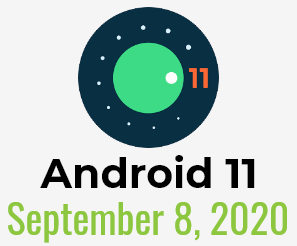 11
Android 11
September 8, 2020